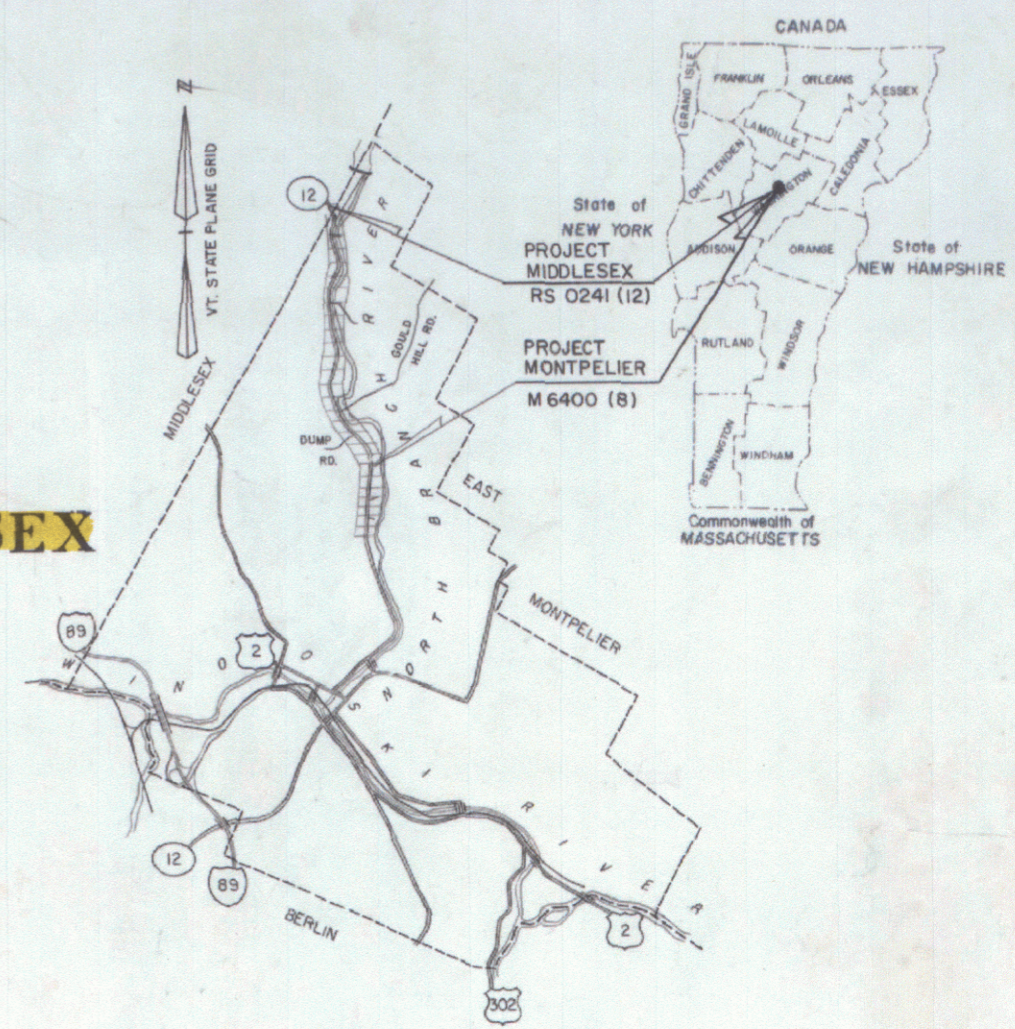 CANADA
FRANKLIN
ORLEANS
ESSEX
GRAND ISLE
LAMOILLE
CHITTENDEN
CALEDONIA
NGTON
ADDISON
ORANGE
State of
NEW YORK
State of
NEW HAMPSHIRE
RUTLAND
WINDSOR
BENNINGTON
WINDHAM
Commonwealth of
MASSACHUSETTS
PROJECT
MIDDLESEX
RS 0241 (12)
PROJECT
MONTPELIER
M 6400 (8)
N
VT. STATE PLANE GRID
12
MIDDLESEX
GOULD
HILL RD.
DUMP
RD.
NORTH BRANCH RIVER
EAST
MONTPELIER
SEX
89
2
WINOOSKI RIVER
12
89
BERLIN
2
302